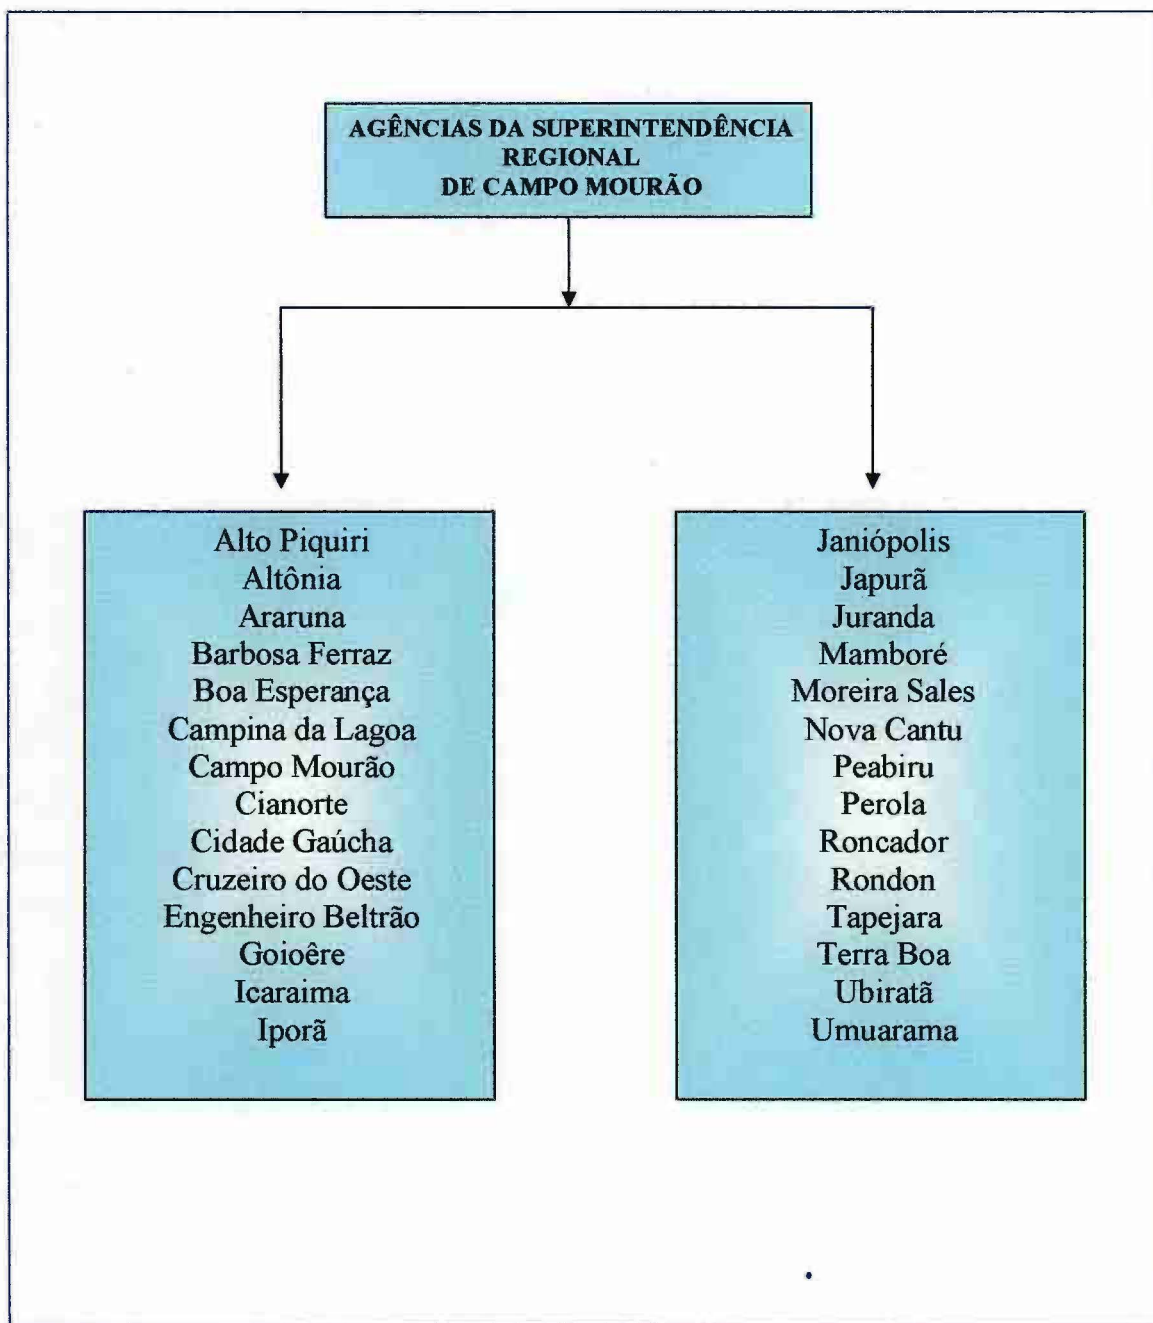 AGÊNCIAS DA SUPERINTENDÊNCIA
REGIONAL
DE CAMPO MOURÃO
Alto Piquiri
Altônia
Araruna
Barbosa Ferraz
Boa Esperança
Campina da Lagoa
Campo Mourão
Cianorte
Cidade Gaúcha
Cruzeiro do Oeste
Engenheiro Beltrão
Goioêre
Icaraima
Iporã
Janiópolis
Japurã
Juranda
Mamboré
Moreira Sales
Nova Cantu
Peabiru
Perola
Roncador
Rondon
Tapejara
Terra Boa
Ubiratã
Umuarama